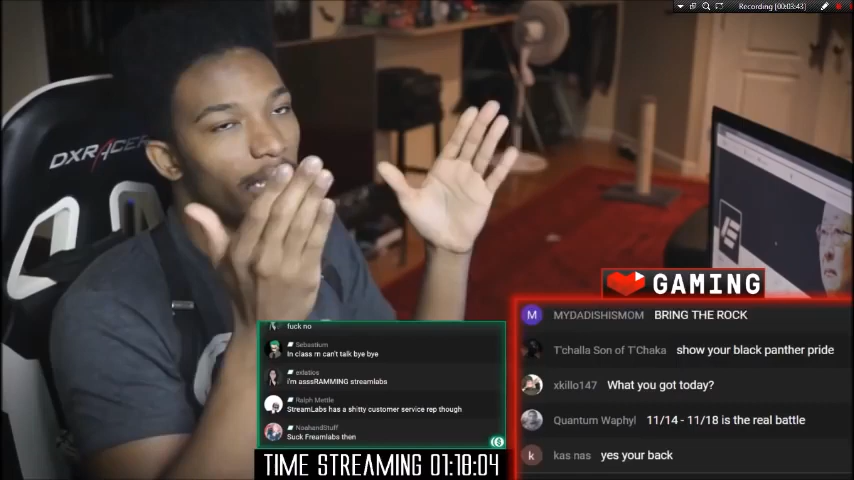 Recording [00:03:43]
DXRACER
GAMING
MYDADISHISMOM BRING THE ROCK
T'challa Son of T'Chaka show your black panther pride
xkillo147 What you got today?
Quantum Waphyl 11/14 - 11/18 is the real battle
k kas nas yes your back
M
fuck no
Sebastium
In class rn can't talk bye bye
exlatics
i'm asssRAMMING streamlabs
Ralph Mettle
StreamLabs has a shitty customer service rep though
NoahandStuff
Suck Freamlabs then
TIME STREAMING 01:18:04